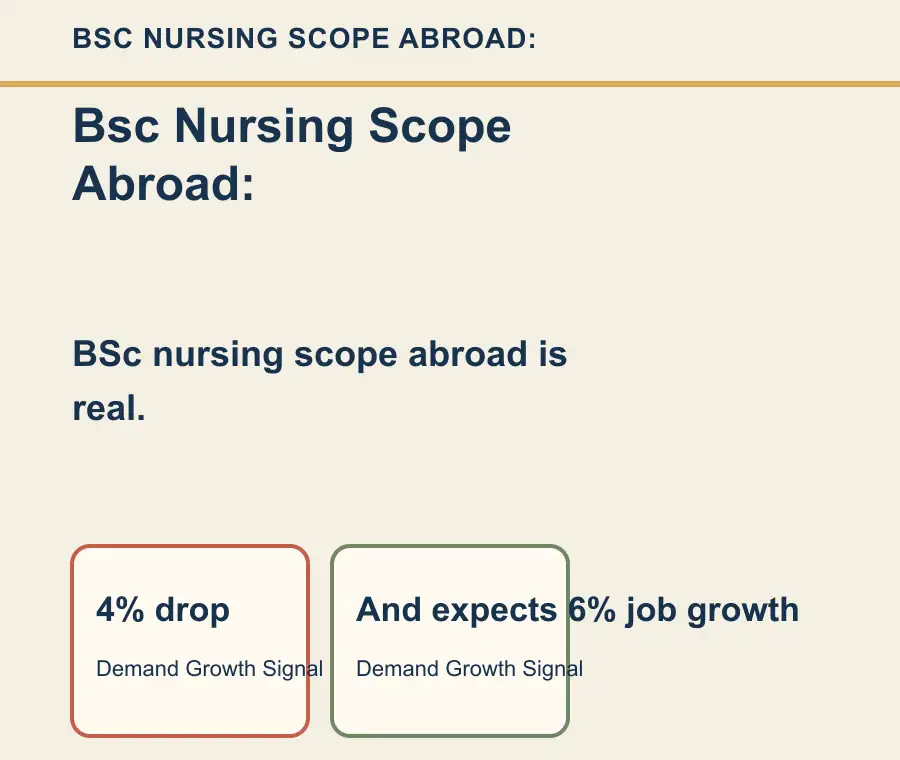 BSC NURSING SCOPE ABROAD:
Bsc Nursing Scope
Abroad:
BSc nursing scope abroad is
real.
4% drop
Demand Growth Signal
And expects 6% job growth
Demand Growth Signal